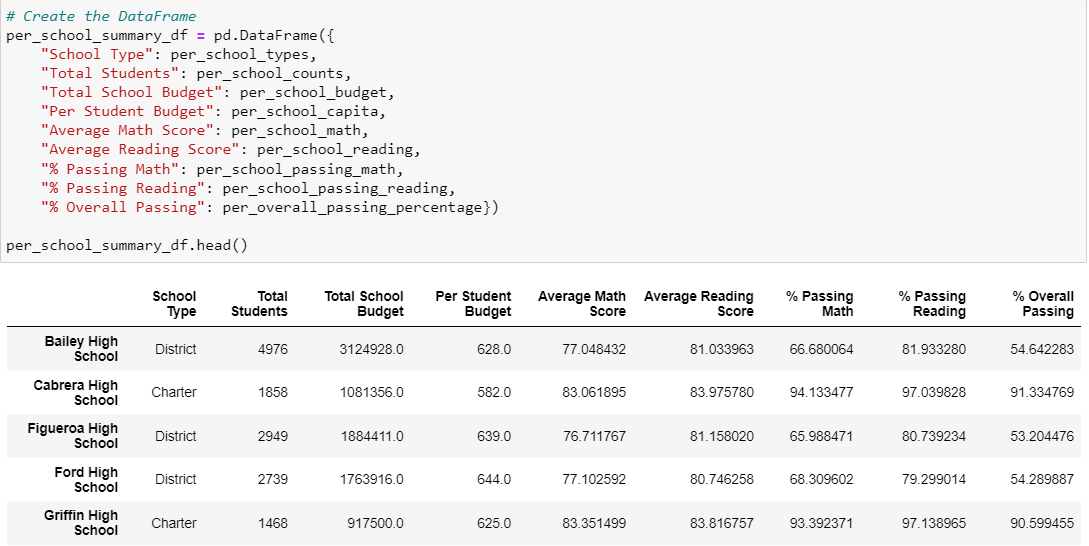 # Create the DataFrame
per_school_summary_df = pd.DataFrame({
    "School Type": per_school_types,
    "Total Students": per_school_counts,
    "Total School Budget": per_school_budget,
    "Per Student Budget": per_school_capita,
    "Average Math Score": per_school_math,
    "Average Reading Score": per_school_reading,
    "% Passing Math": per_school_passing_math,
    "% Passing Reading": per_school_passing_reading,
    "% Overall Passing": per_overall_passing_percentage})
per_school_summary_df.head()
School Total Total School Per Student Average Math Average Reading % Passing % Passing % Overall
Type Students Budget Budget Score Score Math Reading Passing
Bailey High
School District 4976 3124928.0 628.0 77.048432 81.033963 66.680064 81.933280 54.642283
Cabrera High
School Charter 1858 1081356.0 582.0 83.061895 83.975780 94.133477 97.039828 91.334769
Figueroa High
School District 2949 1884411.0 639.0 76.711767 81.158020 65.988471 80.739234 53.204476
Ford High
School District 2739 1763916.0 644.0 77.102592 80.746258 68.309602 79.299014 54.289887
Griffin High
School Charter 1468 917500.0 625.0 83.351499 83.816757 93.392371 97.138965 90.599455